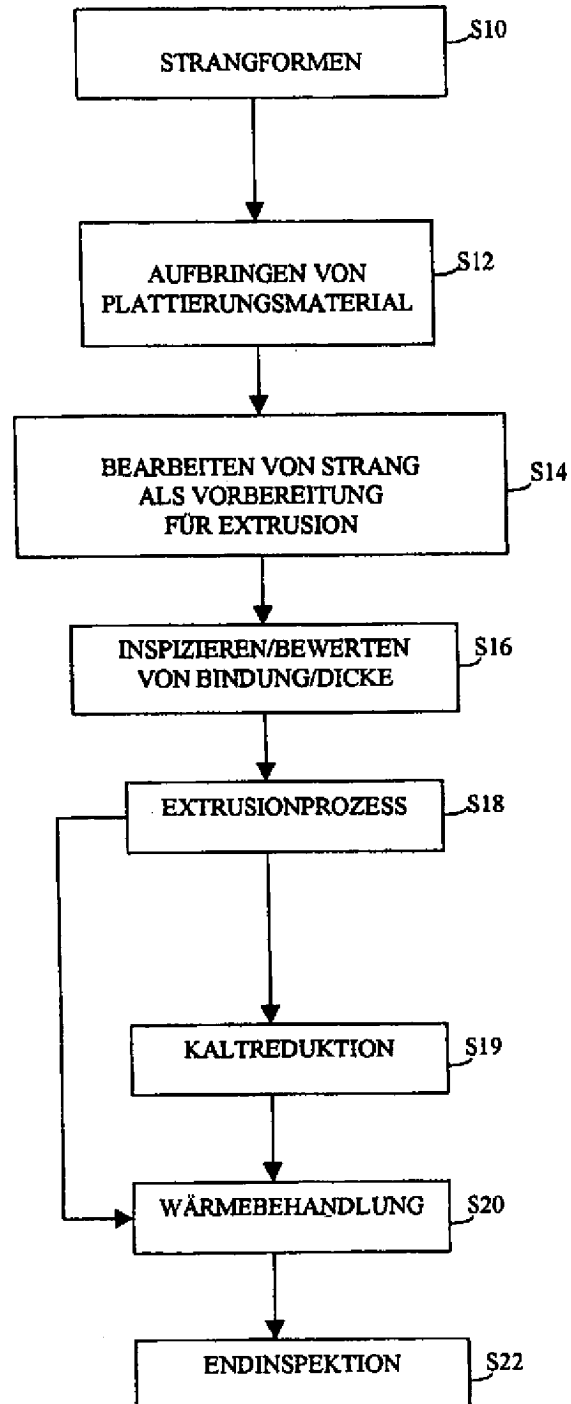 S10
STRANGFORMEN
S12
AUFBRINGEN VON
PLATTIERUNGSMATERIAL
BEARBEITEN VON STRANG
ALS VORBEREITUNG
FÜR EXTRUSION
S14
INSPIZIEREN/BEWERTEN
VON BINDUNG/DICKE
S16
EXTRUSIONPROZESS
S18
KALTREDUKTION
S19
WÄRMEBEHANDLUNG
S20
ENDINSPEKTION
S22